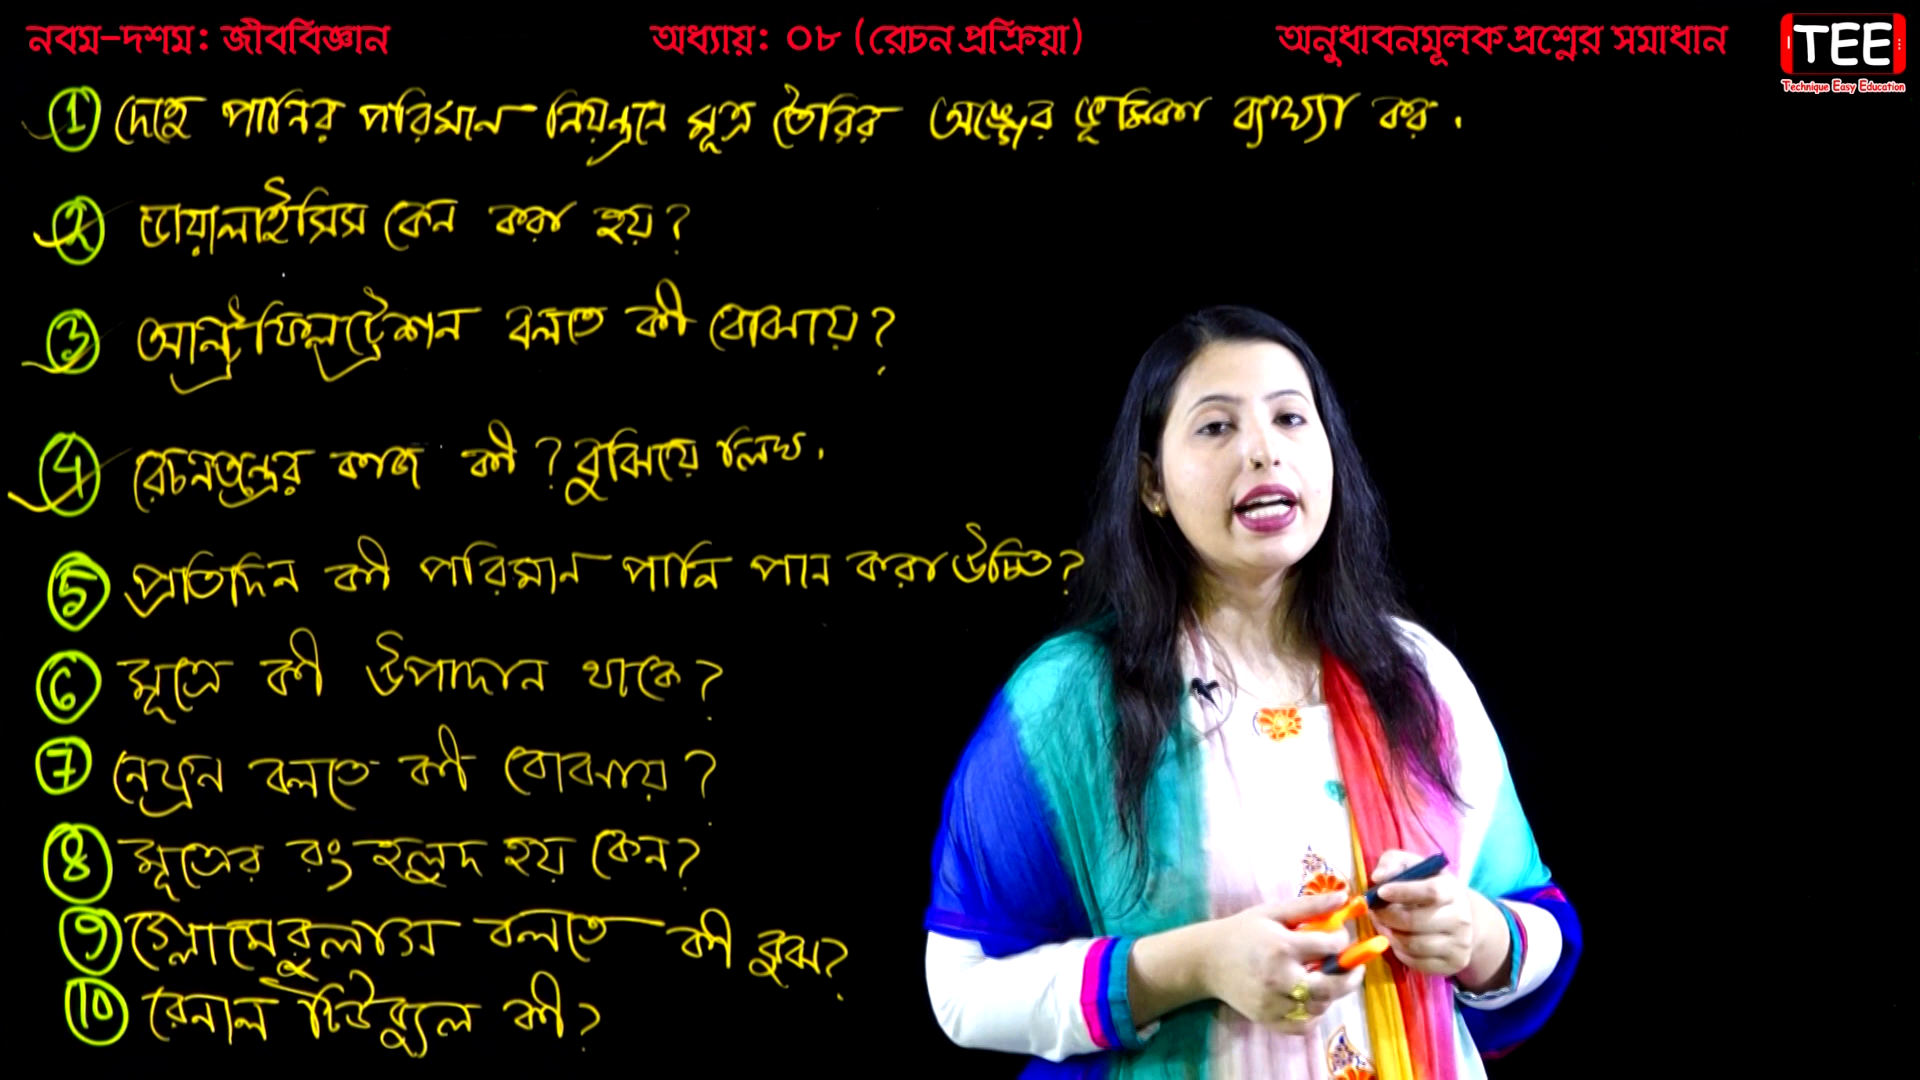 নবম-দশম: জীববিজ্ঞান
অধ্যায়: ০৮ (রেচন প্রক্রিয়া)
অনুধাবনমূলক প্রশ্নের সমাধান
TEE
Technique Easy Education
1 দেহে পানির পরিমানে নিয়ন্ত্রনে মূত্র তৈরির অঙ্গের ভূমিকা ব্যাখ্যা কর.
2 ডায়ালাইসিস কেন করা হয়?
3 আল্ট্রাফিলট্রেশন বলতে কী বোঝায়?
4 রেচনতন্ত্রের কাজ কী? বুঝিয়ে লিখ.
5 প্রতিদিন কী পরিমান পানি পান করা উচিত?
6 মূত্রে কী উপাদান থাকে?
7 নেফ্রন বলতে কী বোঝায়?
8 মূত্রের রং হলুদ হয় কেন?
9 গ্লোমেরুলাস বলতে কী বুঝ?
10 রেনাল টিউব্যুল কী?